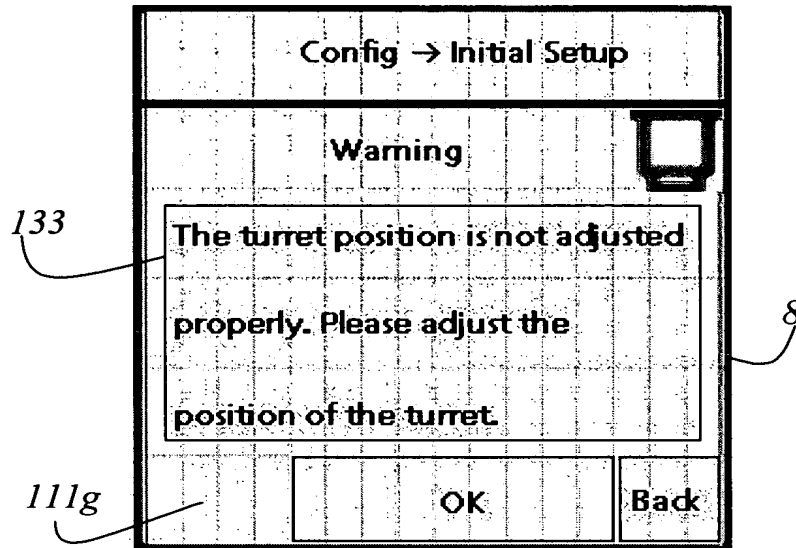 Config → Initial Setup
Warning
133
The turret position is not adjusted
properly. Please adjust the
8
position of the turret.
111g
OK
Back